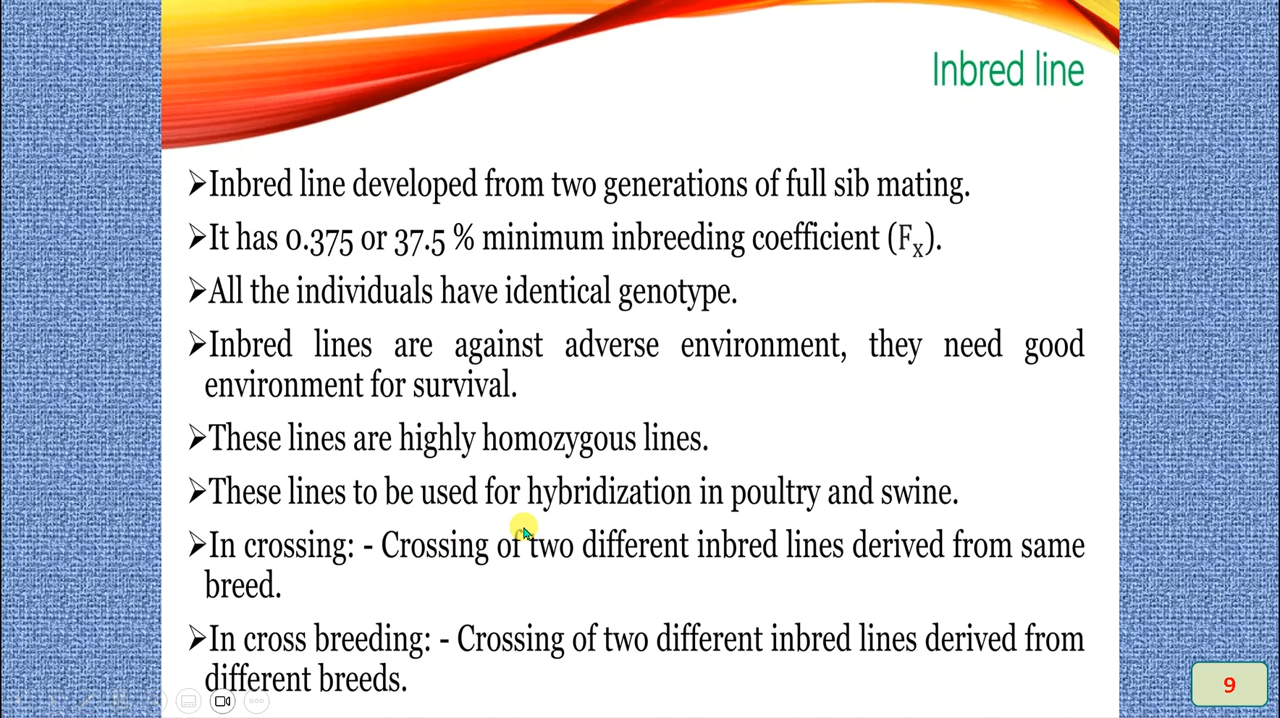 Inbred line
➢Inbred line developed from two generations of full sib mating.
➢It has 0.375 or 37.5 % minimum inbreeding coefficient (Fx).
➢All the individuals have identical genotype.
➢Inbred lines are against adverse environment, they need good
environment for survival.
➢These lines are highly homozygous lines.
➢These lines to be used for hybridization in poultry and swine.
➢In crossing: - Crossing of two different inbred lines derived from same
breed.
➢In cross breeding: - Crossing of two different inbred lines derived from
different breeds.
9